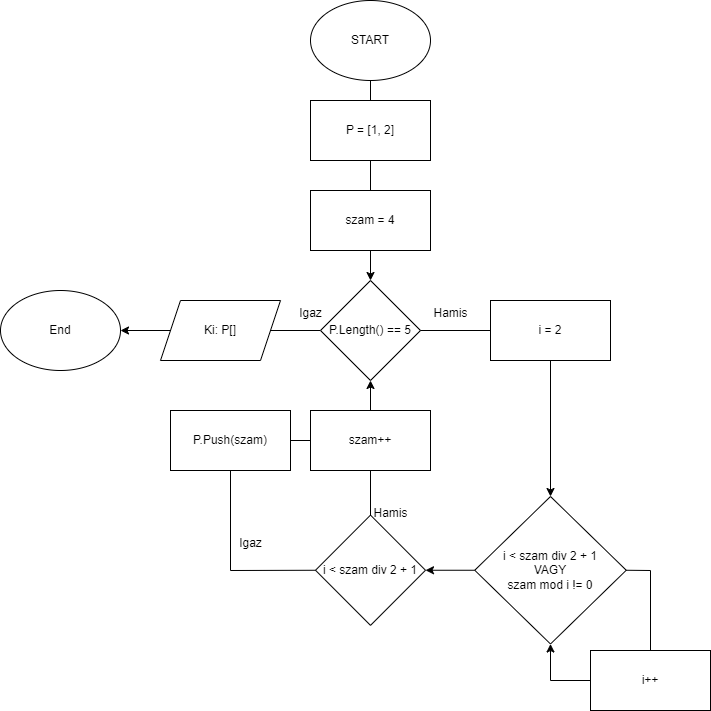 START
P = [1, 2]
szam = 4
Igaz
Hamis
End
Ki: P[]
P.Length() == 5
i = 2
P.Push(szam)
szam++
Hamis
Igaz
i < szam div 2 + 1
i < szam div 2 + 1
VAGY
szam mod i != 0
i++